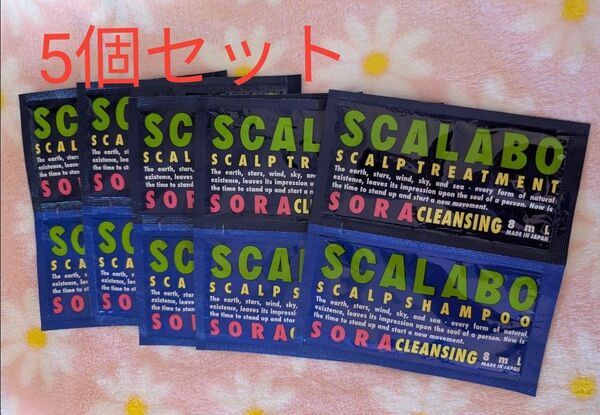 5個セット
SCALABO
SCALP TREATMENT
The earth, stars, wind, sky, and sea - every form of natural
existence, leaves its impression upon the soul of a person. Now is
the time to stand up and start a new movement.
SORA CLEANSING 8 mL
MADE IN JAPAN
SCALABO
SCALP SHAMPOO
The earth, stars, wind, sky, and sea - every form of natural
existence, leaves its impression upon the soul of a person. Now is
the time to stand up and start a new movement.
SORA CLEANSING 8 mL
MADE IN JAPAN